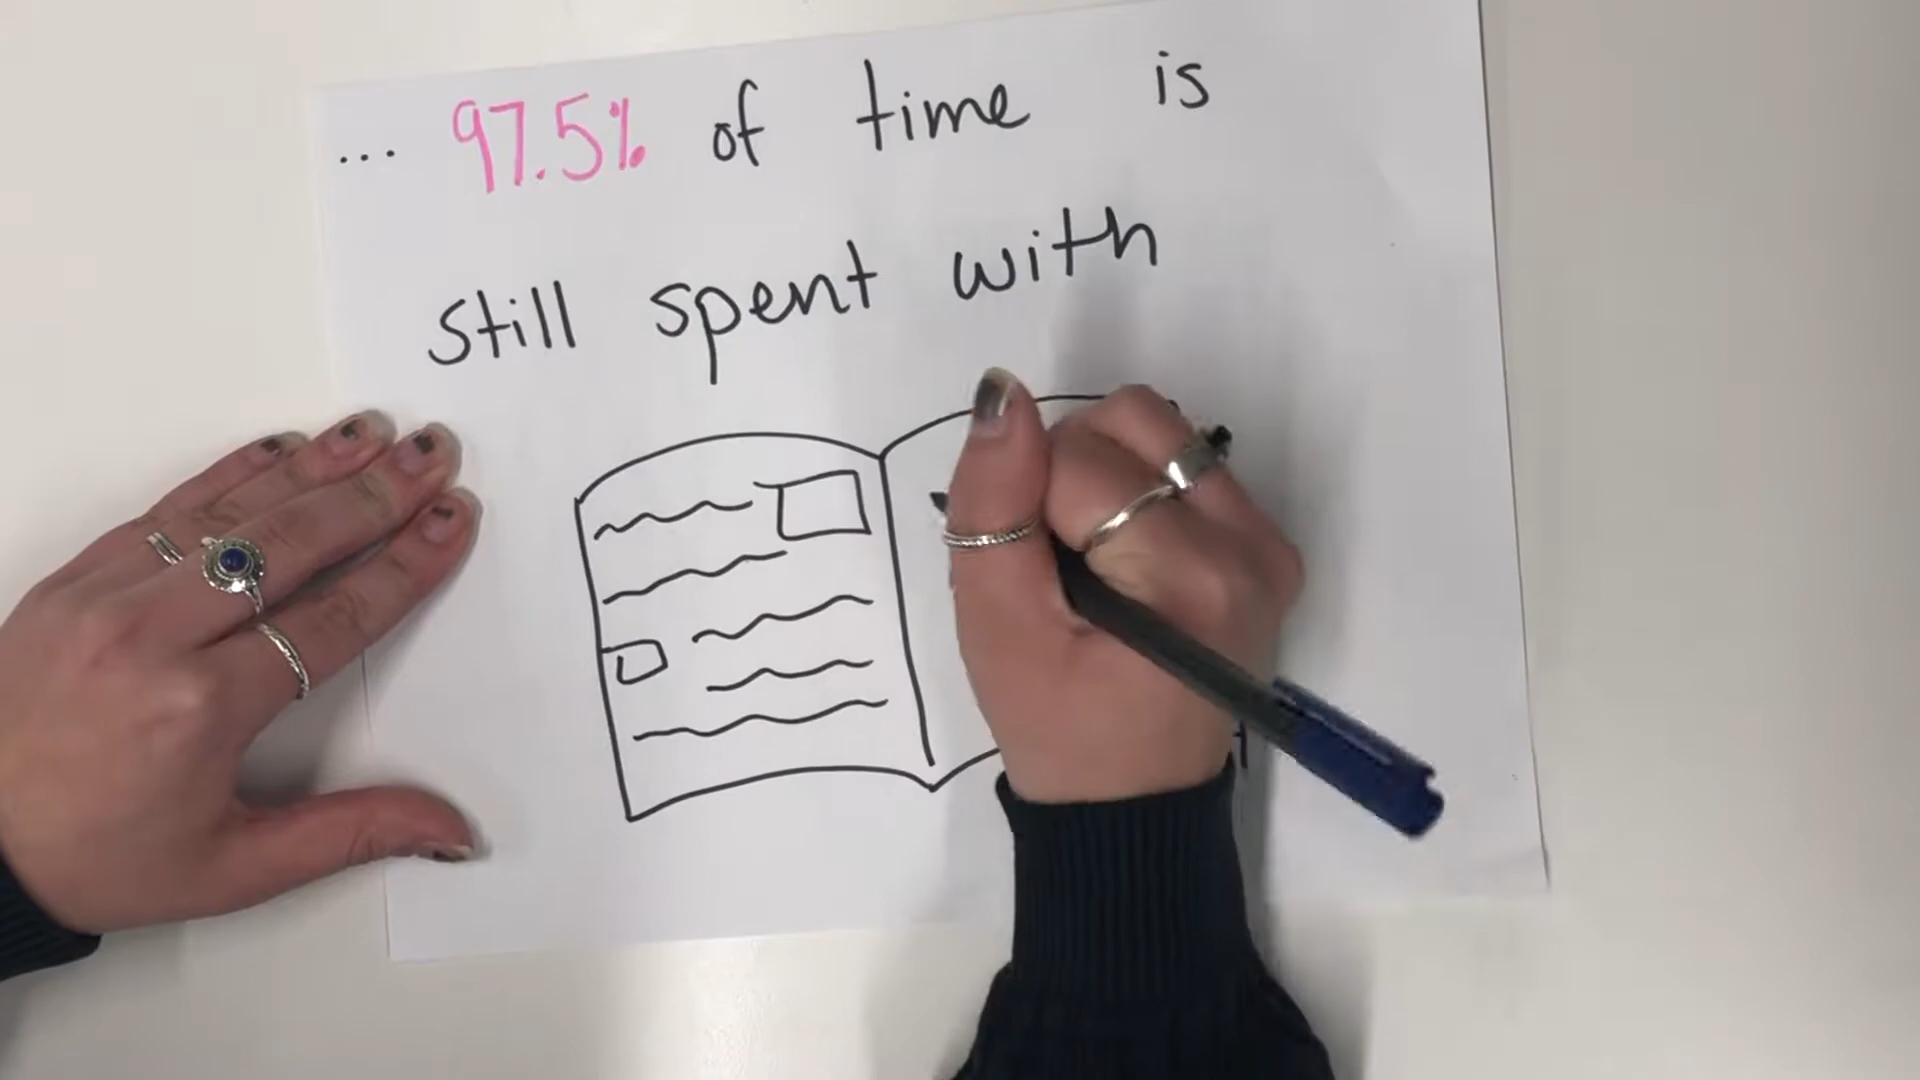 ... 97.5% of time is
still spent with